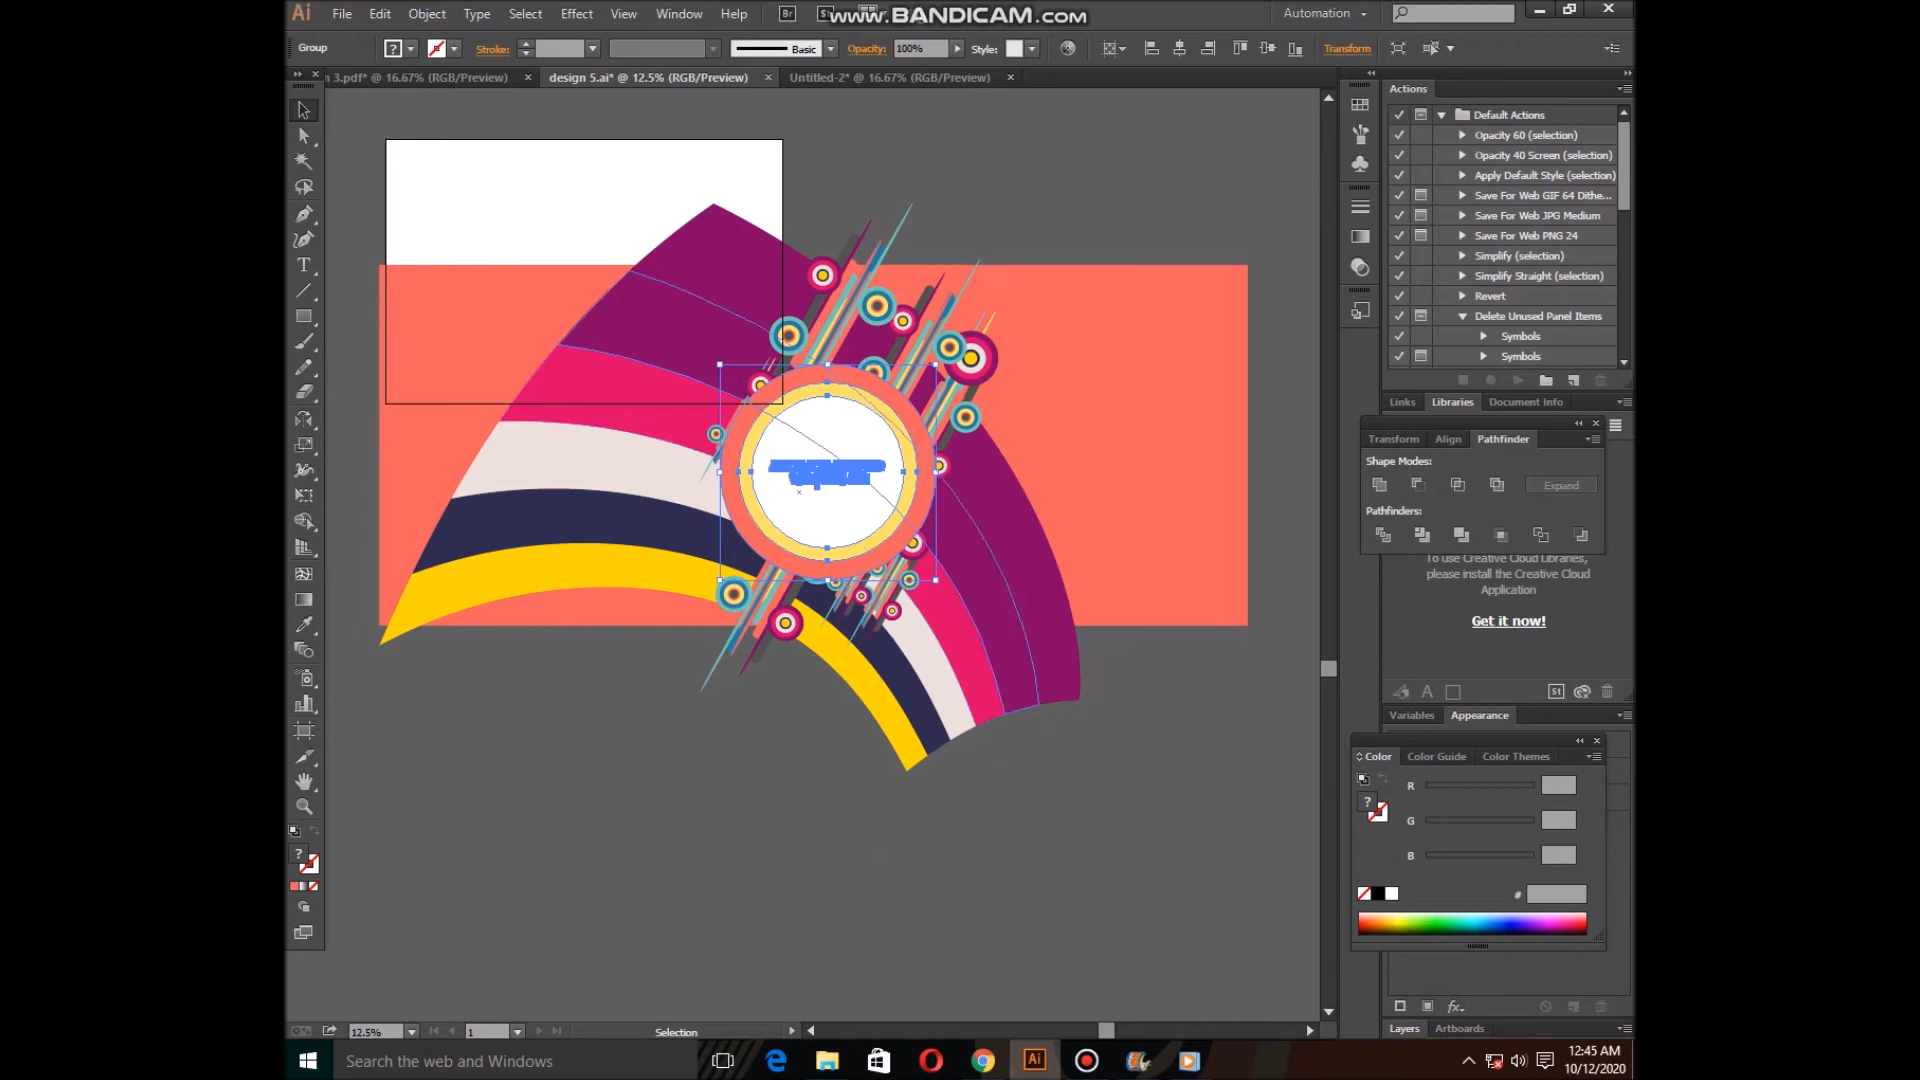 Ai File Edit Object Type Select Effect View Window Help Br St www.BANDICAM.com Automation
Group ? Stroke: Basic Opacity: 100% Style: Transform
n 3.pdf* @ 16.67% (RGB/Preview) × design 5.ai* @ 12.5% (RGB/Preview) × Untitled-2* @ 16.67% (RGB/Preview) ×
Actions
Default Actions
Opacity 60 (selection)
Opacity 40 Screen (selection)
Apply Default Style (selection)
Save For Web GIF 64 Dithe...
Save For Web JPG Medium
Save For Web PNG 24
Simplify (selection)
Simplify Straight (selection)
Revert
Delete Unused Panel Items
Symbols
Symbols
Links Libraries Document Info
Transform Align Pathfinder
Shape Modes:
Expand
Pathfinders:
To use Creative Cloud Libraries,
please install the Creative Cloud
Application
Get it now!
St
Variables Appearance
Color Color Guide Color Themes
R
?
G
B
#
fx
Layers Artboards
T
?
12.5% 1 Selection
Search the web and Windows
Ai
12:45 AM
10/12/2020